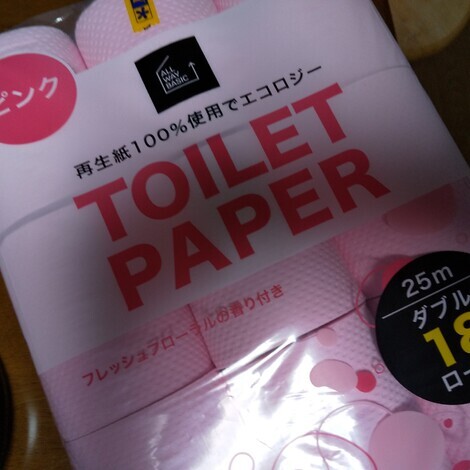 ピンク
ALL
WAY
BASIC
再生紙100%使用でエコロジー
TOILET
PAPER
フレッシュフローラルの香り付き
25m
ダブル
18
ロー